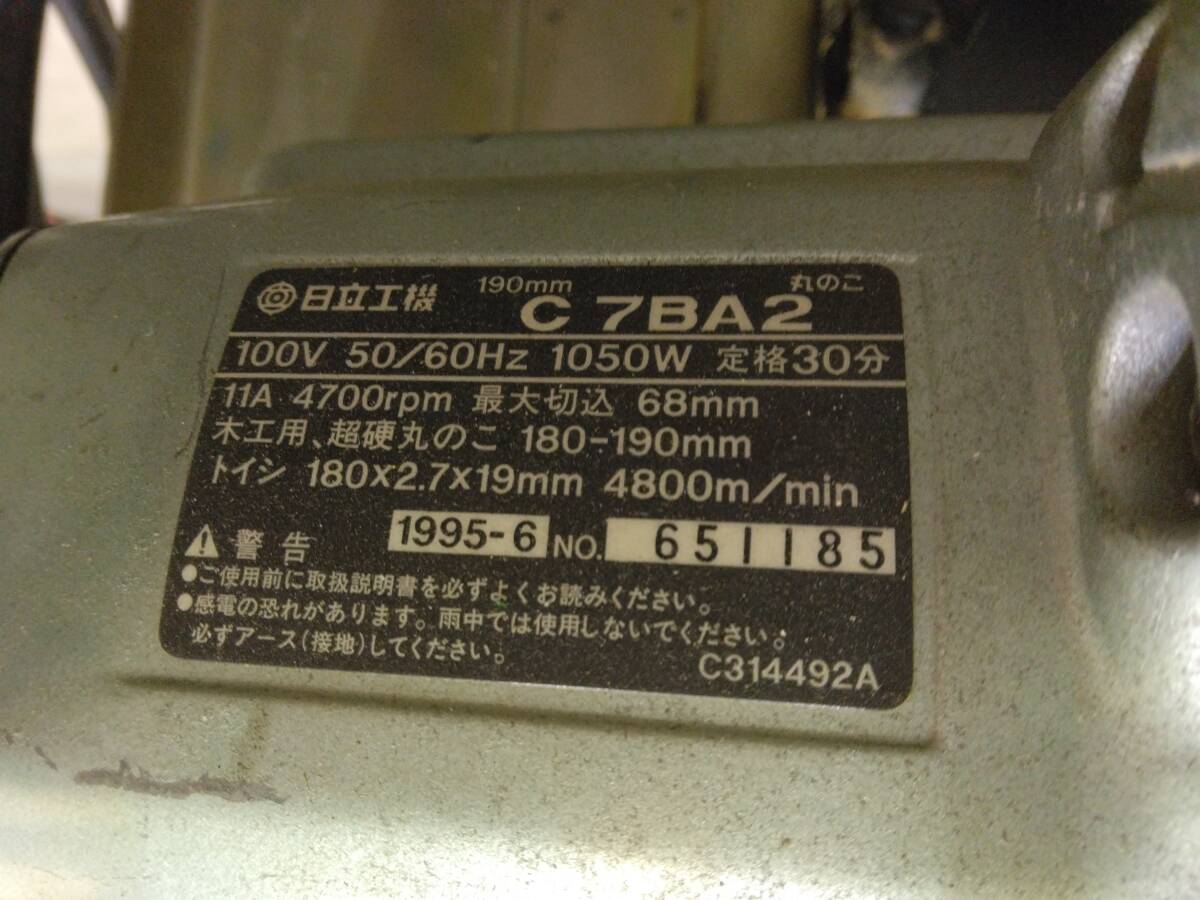 日立工機 190mm C 7BA2 丸のこ
100V 50/60Hz 1050W 定格30分
11A 4700rpm 最大切込 68mm
木工用、超硬丸のこ 180-190mm
トイシ 180x2.7x19mm 4800m/min
1995-6 NO. 651185
⚠警告
●ご使用前に取扱説明書を必ずよくお読みください。
●感電の恐れがあります。雨中では使用しないでください。
必ずアース(接地)してください。
C314492A